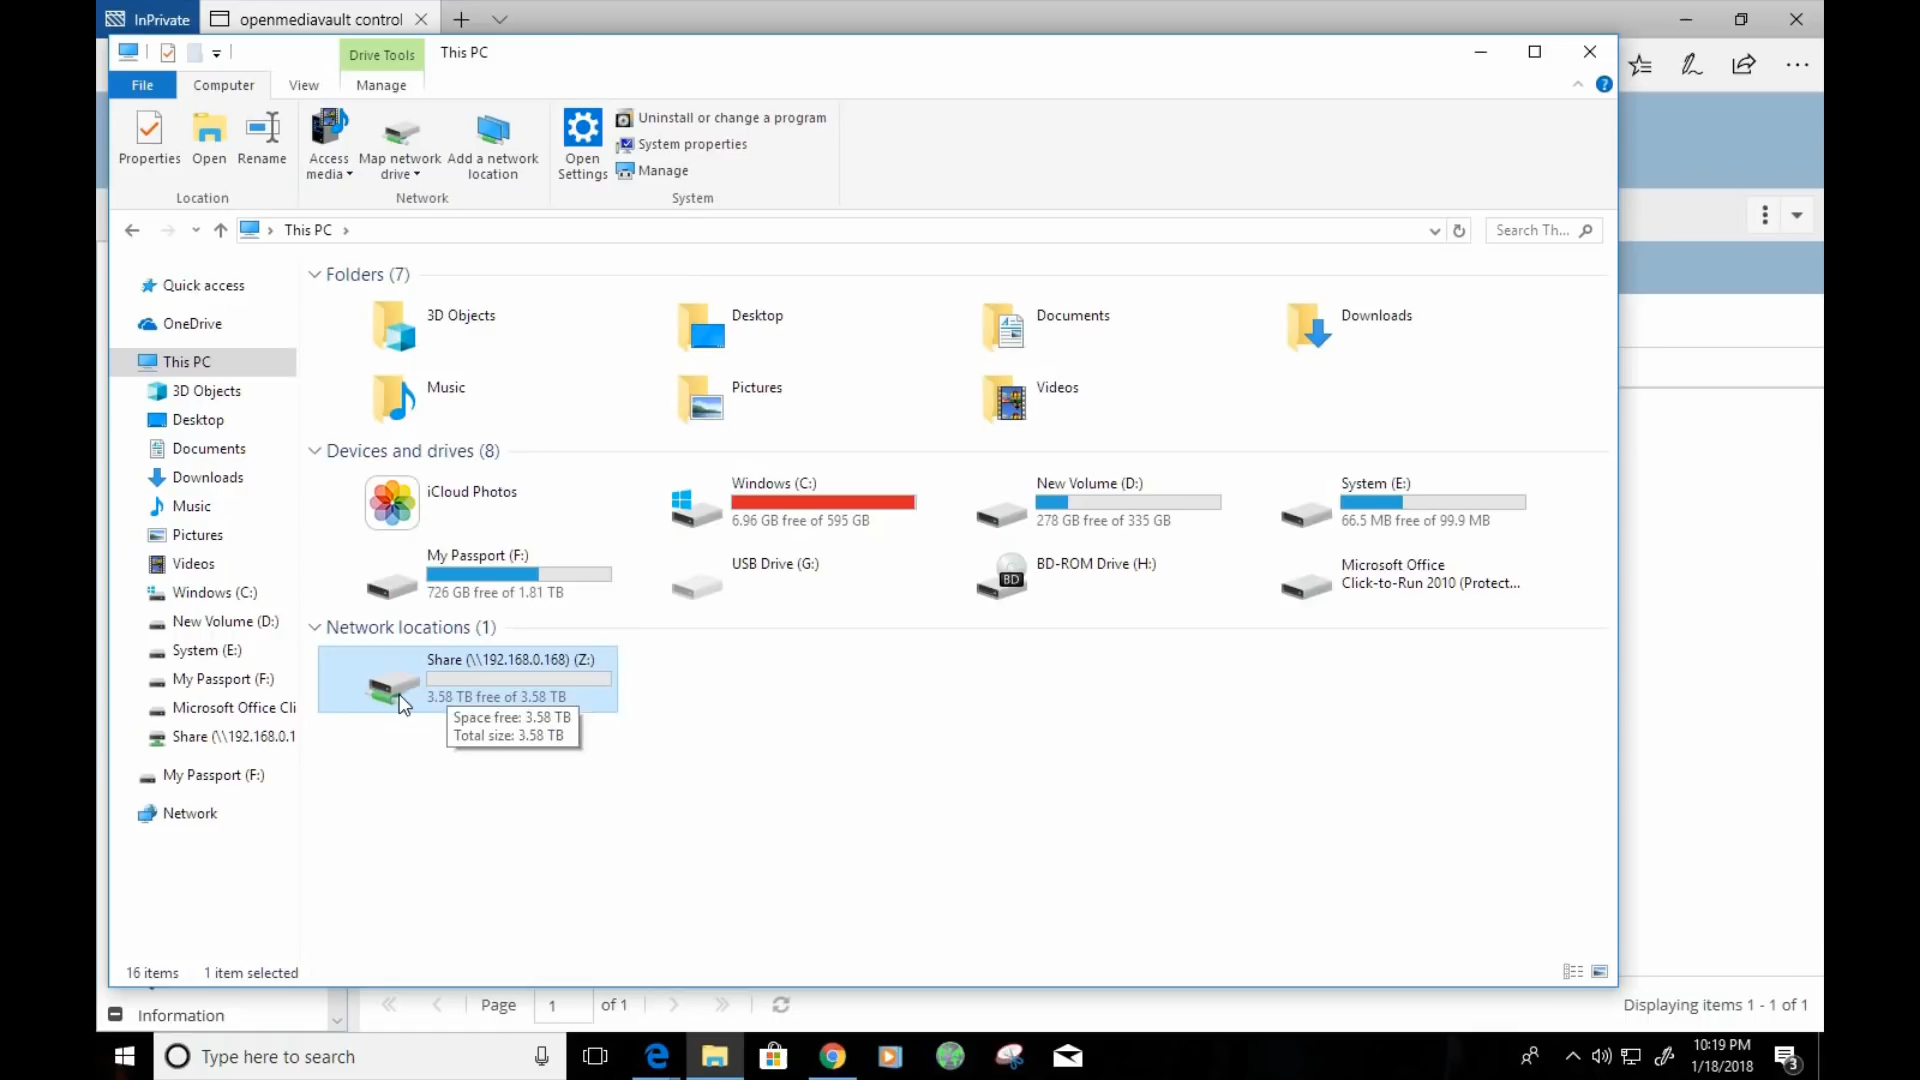 InPrivate
openmediavault control
Drive Tools
This PC
File
Computer
View
Manage
Properties
Open
Rename
Access media
Map network drive
Add a network location
Open Settings
Uninstall or change a program
System properties
Manage
Location
Network
System
This PC
Search Th...
Quick access
OneDrive
This PC
3D Objects
Desktop
Documents
Downloads
Music
Pictures
Videos
Windows (C:)
New Volume (D:)
System (E:)
My Passport (F:)
Microsoft Office Cli
Share (\\192.168.0.1
My Passport (F:)
Network
Folders (7)
3D Objects
Desktop
Documents
Downloads
Music
Pictures
Videos
Devices and drives (8)
iCloud Photos
Windows (C:)
6.96 GB free of 595 GB
New Volume (D:)
278 GB free of 335 GB
System (E:)
66.5 MB free of 99.9 MB
My Passport (F:)
726 GB free of 1.81 TB
USB Drive (G:)
BD-ROM Drive (H:)
BD
Microsoft Office
Click-to-Run 2010 (Protect...
Network locations (1)
Share (\\192.168.0.168) (Z:)
3.58 TB free of 3.58 TB
Space free: 3.58 TB
Total size: 3.58 TB
16 items
1 item selected
Information
Page 1 of 1
Displaying items 1 - 1 of 1
Type here to search
10:19 PM
1/18/2018
3